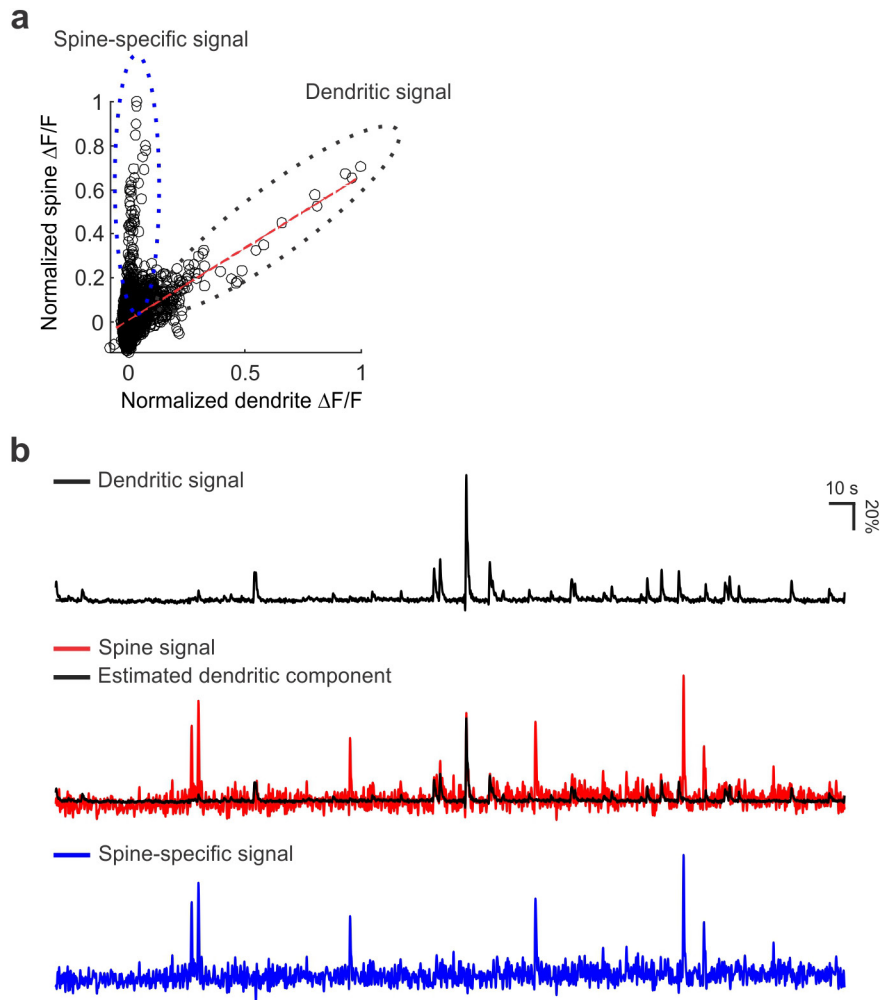 a
Spine-specific signal
Dendritic signal
Normalized spine ΔF/F
1
0.8
0.6
0.4
0.2
0
0
0.5
1
Normalized dendrite ΔF/F
b
Dendritic signal
10 s
20%
Spine signal
Estimated dendritic component
Spine-specific signal